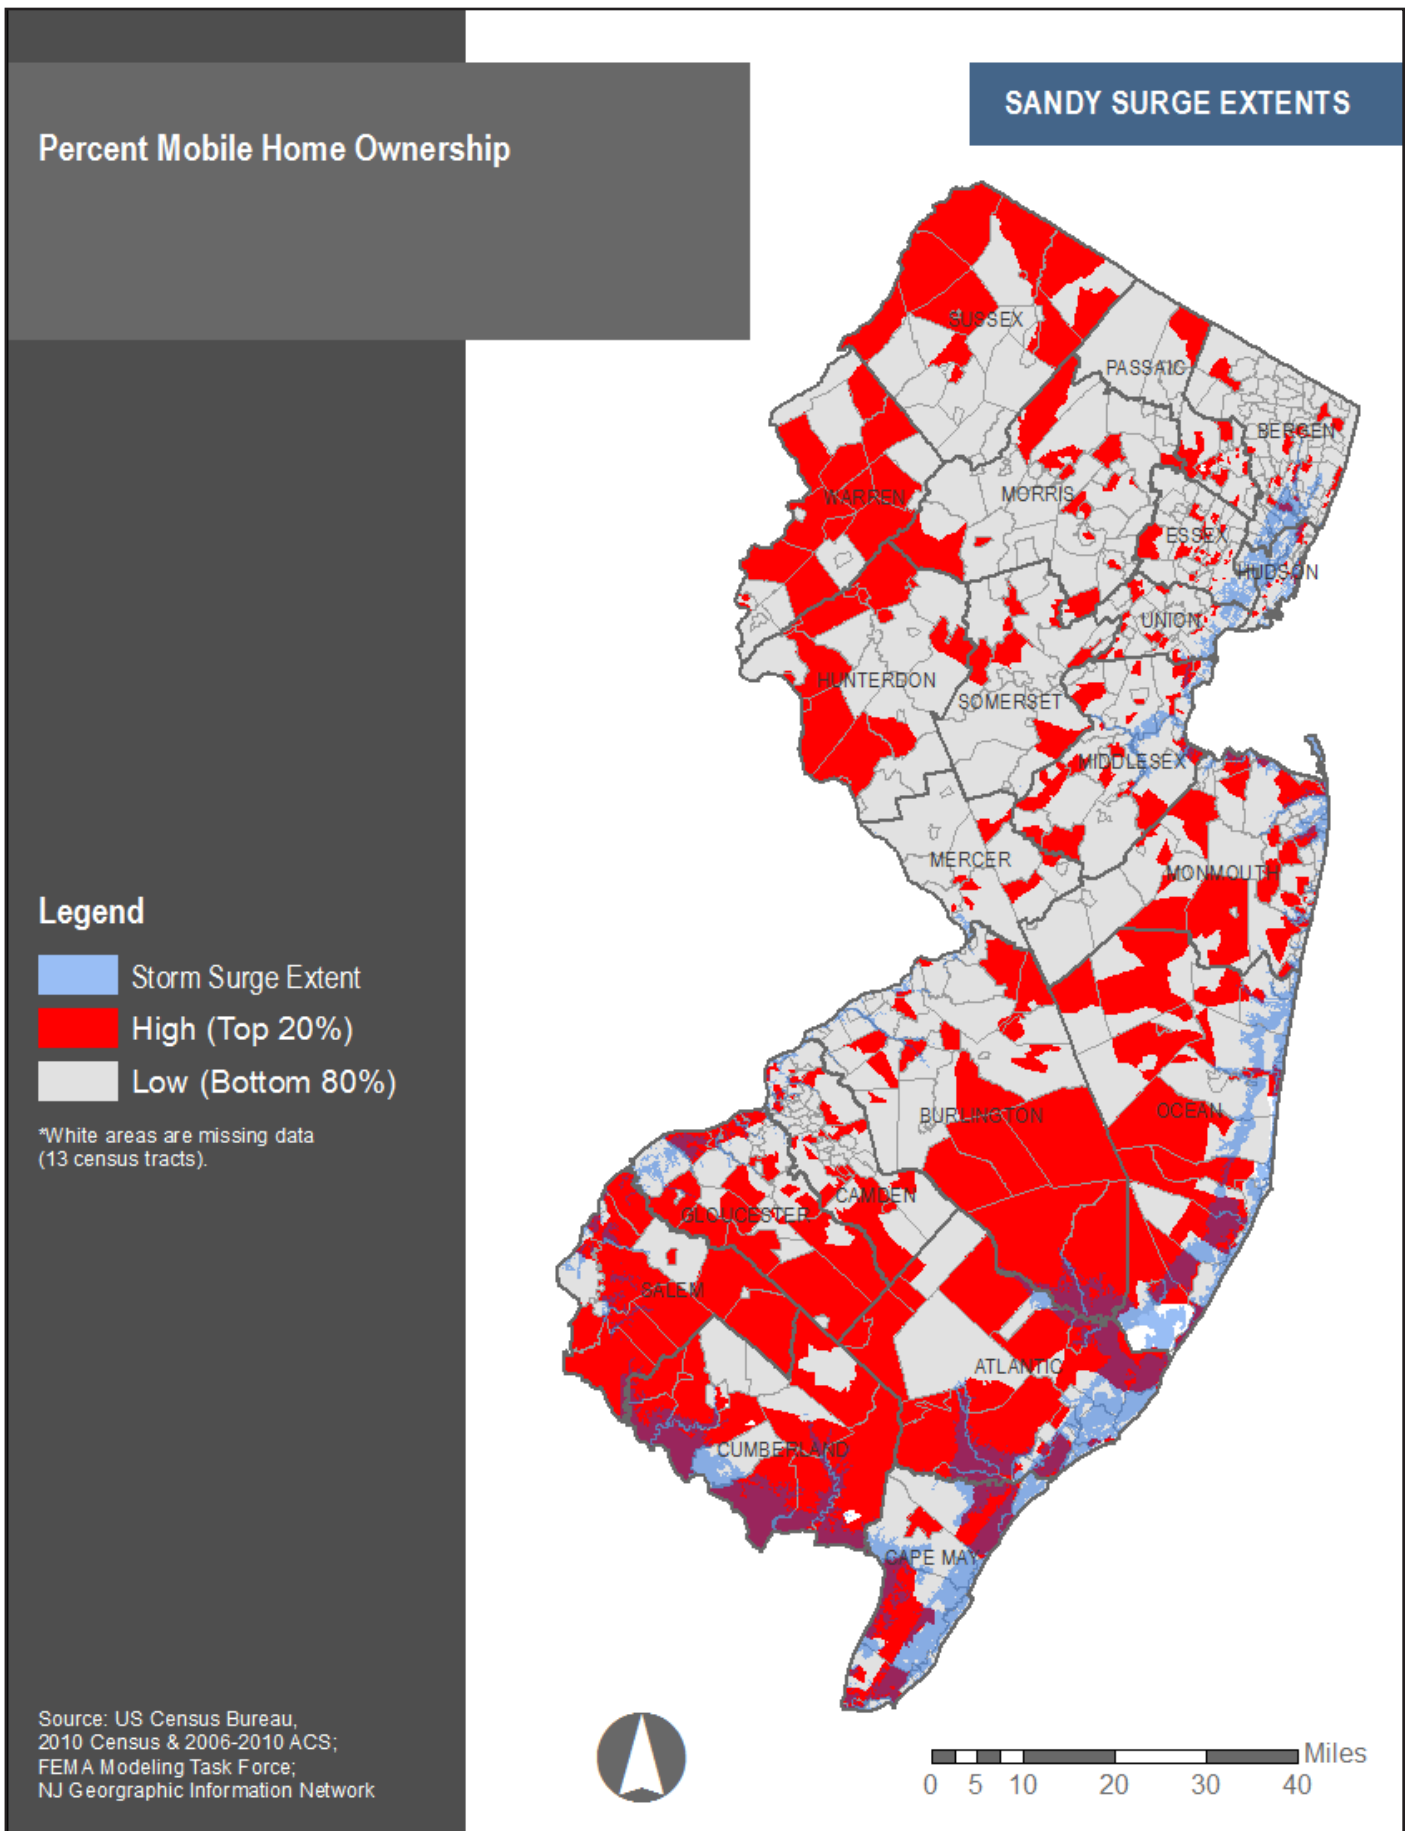 SANDY SURGE EXTENTS
Percent Mobile Home Ownership
SUSSEX
PASSAIC
BERGEN
WARREN
MORRIS
ESSEX
HUDSON
UNION
HUNTERDON
SOMERSET
MIDDLESEX
MERCER
MONMOUTH
OCEAN
BURLINGTON
CAMDEN
GLOUCESTER
SALEM
ATLANTIC
CUMBERLAND
CAPE MAY
Legend
Storm Surge Extent
High (Top 20%)
Low (Bottom 80%)
*White areas are missing data
(13 census tracts).
Source: US Census Bureau,
2010 Census & 2006-2010 ACS;
FEMA Modeling Task Force;
NJ Georgraphic Information Network
Miles
0 5 10 20 30 40